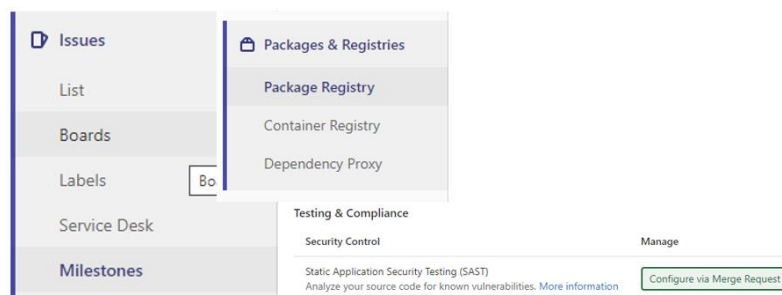 Issues
List
Boards
Labels
Bo
Service Desk
Milestones
Packages & Registries
Package Registry
Container Registry
Dependency Proxy
Testing & Compliance
Security Control
Manage
Static Application Security Testing (SAST)
Analyze your source code for known vulnerabilities. More information
Configure via Merge Request